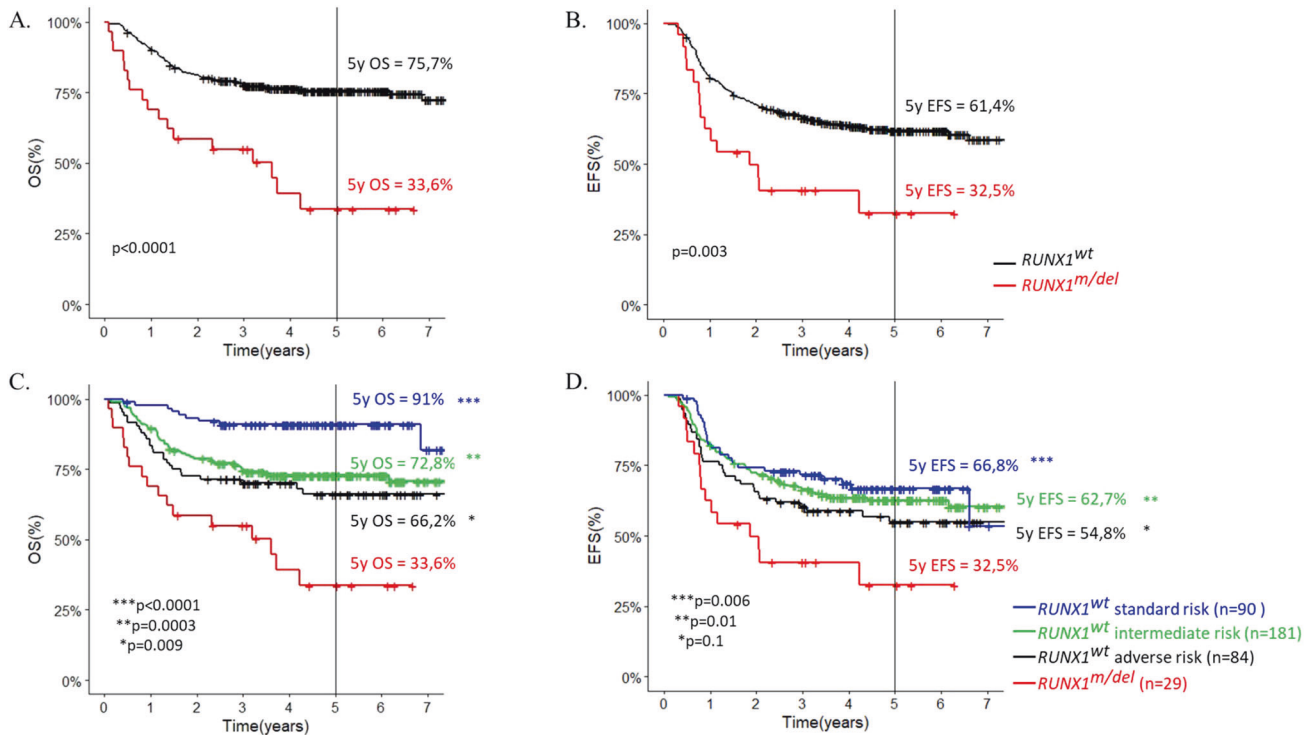 A.
100%
75%
50%
25%
0%
OS(%)
5y OS = 75,7%
5y OS = 33,6%
p<0.0001
0 1 2 3 4 5 6 7
Time(years)
B.
100%
75%
50%
25%
0%
EFS(%)
5y EFS = 61,4%
5y EFS = 32,5%
p=0.003
0 1 2 3 4 5 6 7
Time(years)
RUNX1wt
RUNX1m/del
C.
100%
75%
50%
25%
0%
OS(%)
5y OS = 91% ***
5y OS = 72,8% **
5y OS = 66,2% *
5y OS = 33,6%
***p<0.0001
**p=0.0003
*p=0.009
0 1 2 3 4 5 6 7
Time(years)
D.
100%
75%
50%
25%
0%
EFS(%)
5y EFS = 66,8% ***
5y EFS = 62,7% **
5y EFS = 54,8% *
5y EFS = 32,5%
***p=0.006
**p=0.01
*p=0.1
0 1 2 3 4 5 6 7
Time(years)
RUNX1wt standard risk (n=90 )
RUNX1wt intermediate risk (n=181)
RUNX1wt adverse risk (n=84)
RUNX1m/del (n=29)